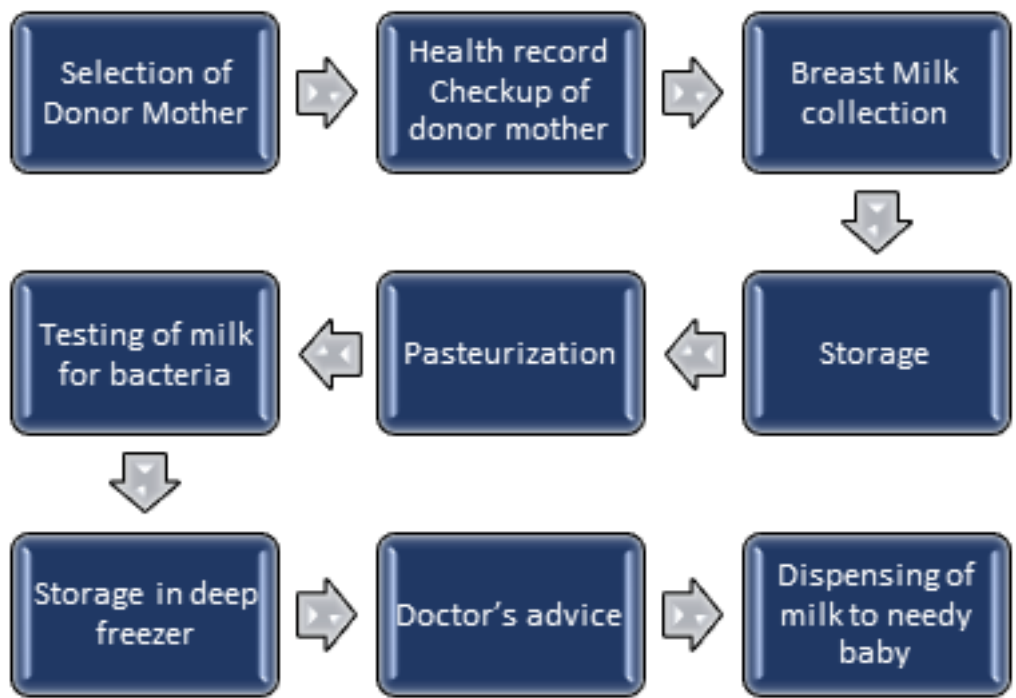 Selection of
Donor Mother
Health record
Checkup of
donor mother
Breast Milk
collection
Storage
Pasteurization
Testing of milk
for bacteria
Storage in deep
freezer
Doctor’s advice
Dispensing of
milk to needy
baby